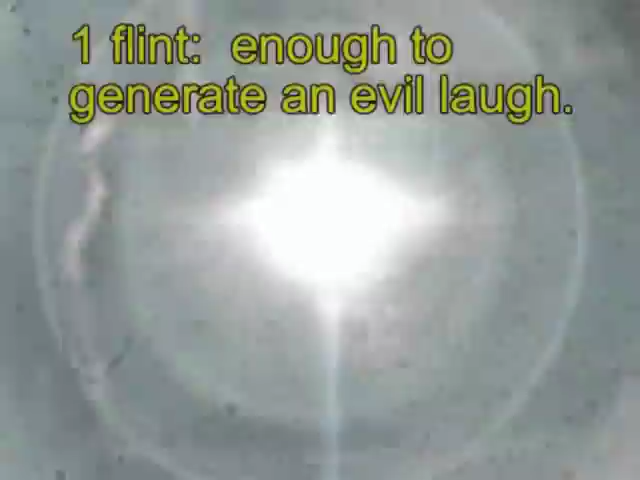 1 flint:  enough to
generate an evil laugh.